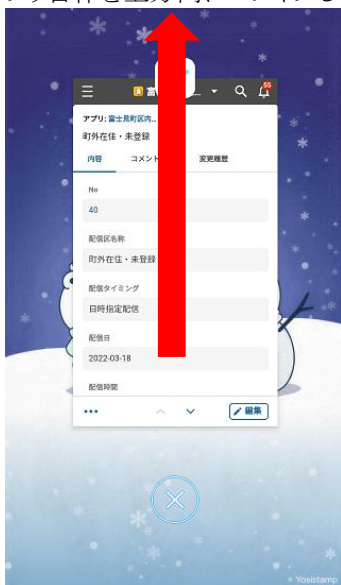 富
55
アプリ: 富士見町区内...
町外在住・未登録
内容 コメント 変更履歴
No
40
配信区名称
町外在住・未登録
配信タイミング
日時指定配信
配信日
2022-03-18
配信時間
編集
Yosistamp